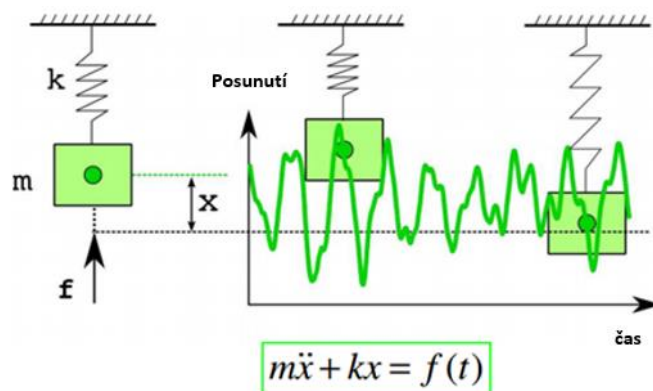 k
Posunutí
m
x
f
čas
mẍ + kx = f(t)